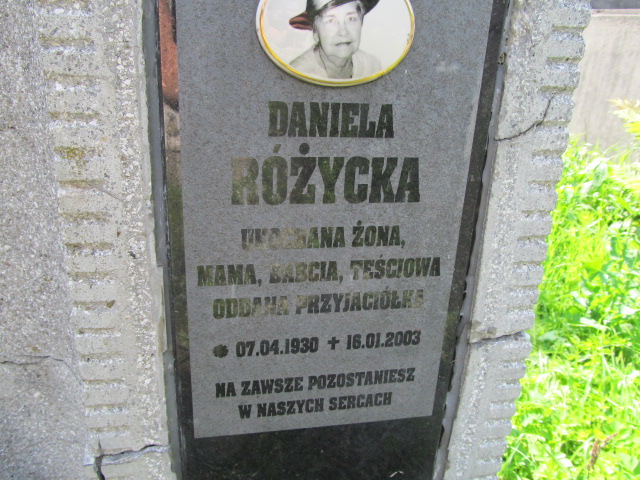 DANIELA
RÓŻYCKA
UKOCHANA ŻONA,
MAMA, BABCIA, TEŚCIOWA
ODDANA PRZYJACIÓŁKA
* 07.04.1930 + 16.01.2003
NA ZAWSZE POZOSTANIESZ
W NASZYCH SERCACH